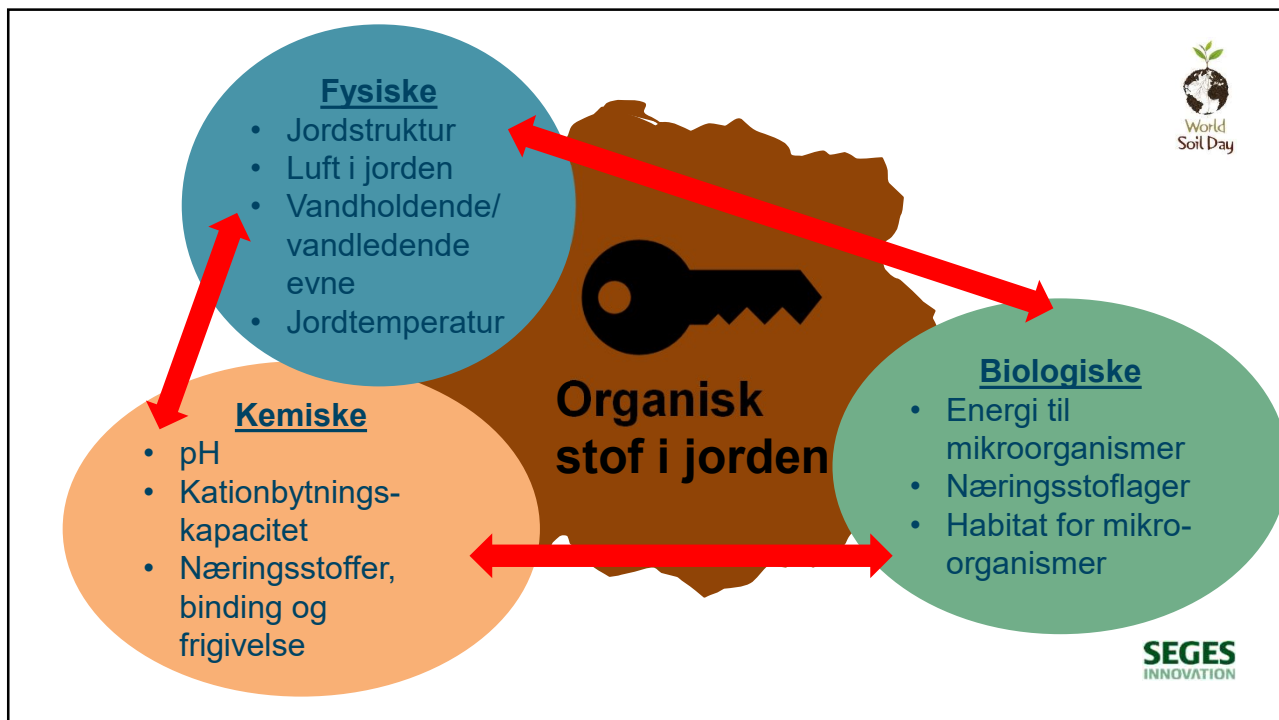 Fysiske
• Jordstruktur
• Luft i jorden
• Vandholdende/
vandledende
evne
• Jordtemperatur
World
Soil Day
Organisk
stof i jorden
Kemiske
• pH
• Kationbytnings-
kapacitet
• Næringsstoffer,
binding og
frigivelse
Biologiske
• Energi til
mikroorganismer
• Næringsstoflager
• Habitat for mikro-
organismer
SEGES
INNOVATION